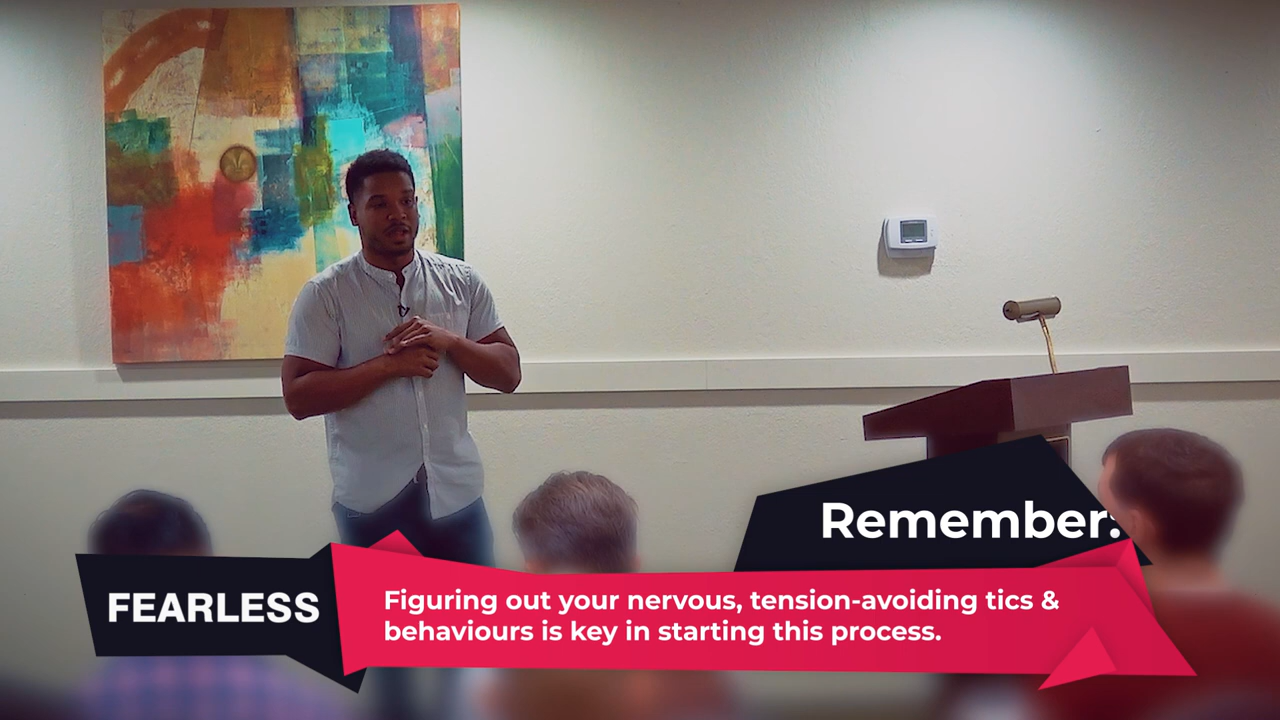 Remember:
FEARLESS
Figuring out your nervous, tension-avoiding tics &
behaviours is key in starting this process.